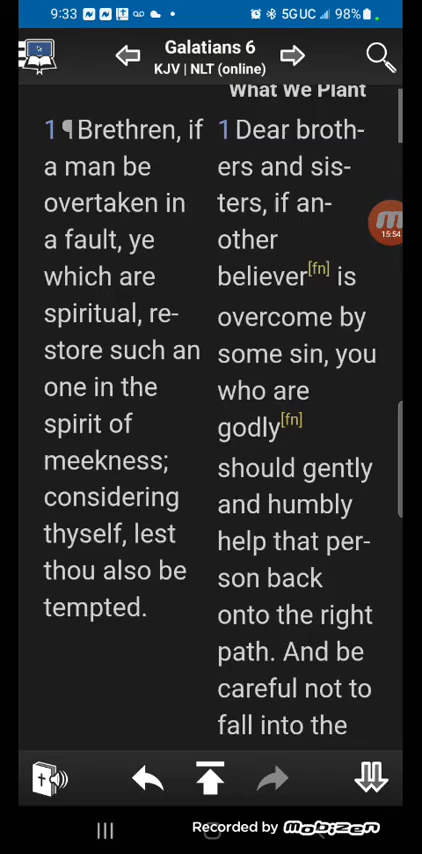 9:33 5GUC 98%
Galatians 6
KJV | NLT (online)
What We Plant
15:54
1 ¶ Brethren, if
a man be
overtaken in
a fault, ye
which are
spiritual, re-
store such an
one in the
spirit of
meekness;
considering
thyself, lest
thou also be
tempted.
1 Dear broth-
ers and sis-
ters, if an-
other
believer[fn] is
overcome by
some sin, you
who are
godly[fn]
should gently
and humbly
help that per-
son back
onto the right
path. And be
careful not to
fall into the
Recorded by mobizen